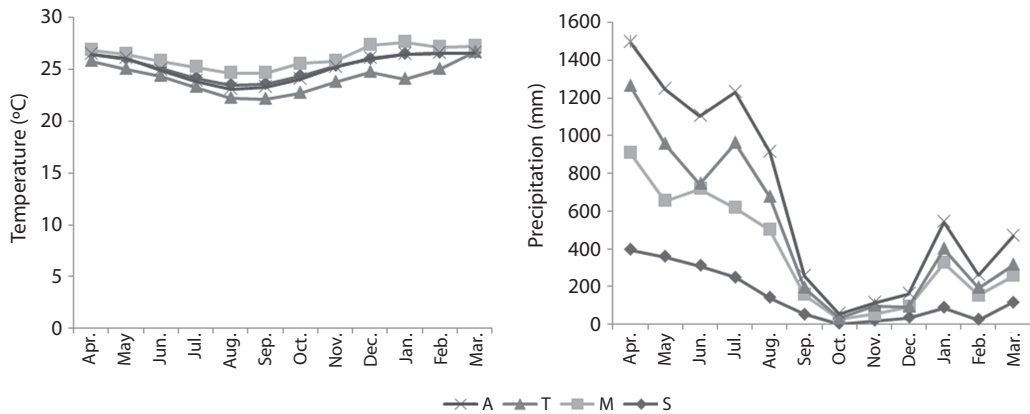 30
25
20
15
10
5
0
Temperature (ºC)
Apr.
May
Jun.
Jul.
Aug.
Sep.
Oct.
Nov.
Dec.
Jan.
Feb.
Mar.
1600
1400
1200
1000
800
600
400
200
0
Precipitation (mm)
Apr.
May
Jun.
Jul.
Aug.
Sep.
Oct.
Nov.
Dec.
Jan.
Feb.
Mar.
A T M S